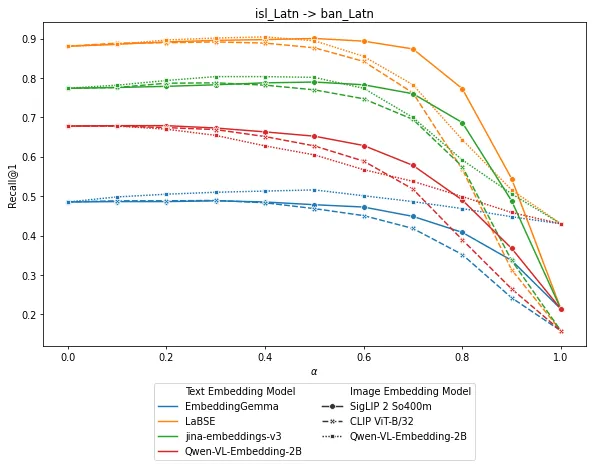 isl_Latn -> ban_Latn
Recall@1
0.9
0.8
0.7
0.6
0.5
0.4
0.3
0.2
0.0 0.2 0.4 0.6 0.8 1.0
α
Text Embedding Model
EmbeddingGemma
LaBSE
jina-embeddings-v3
Qwen-VL-Embedding-2B
Image Embedding Model
SigLIP 2 So400m
CLIP ViT-B/32
Qwen-VL-Embedding-2B